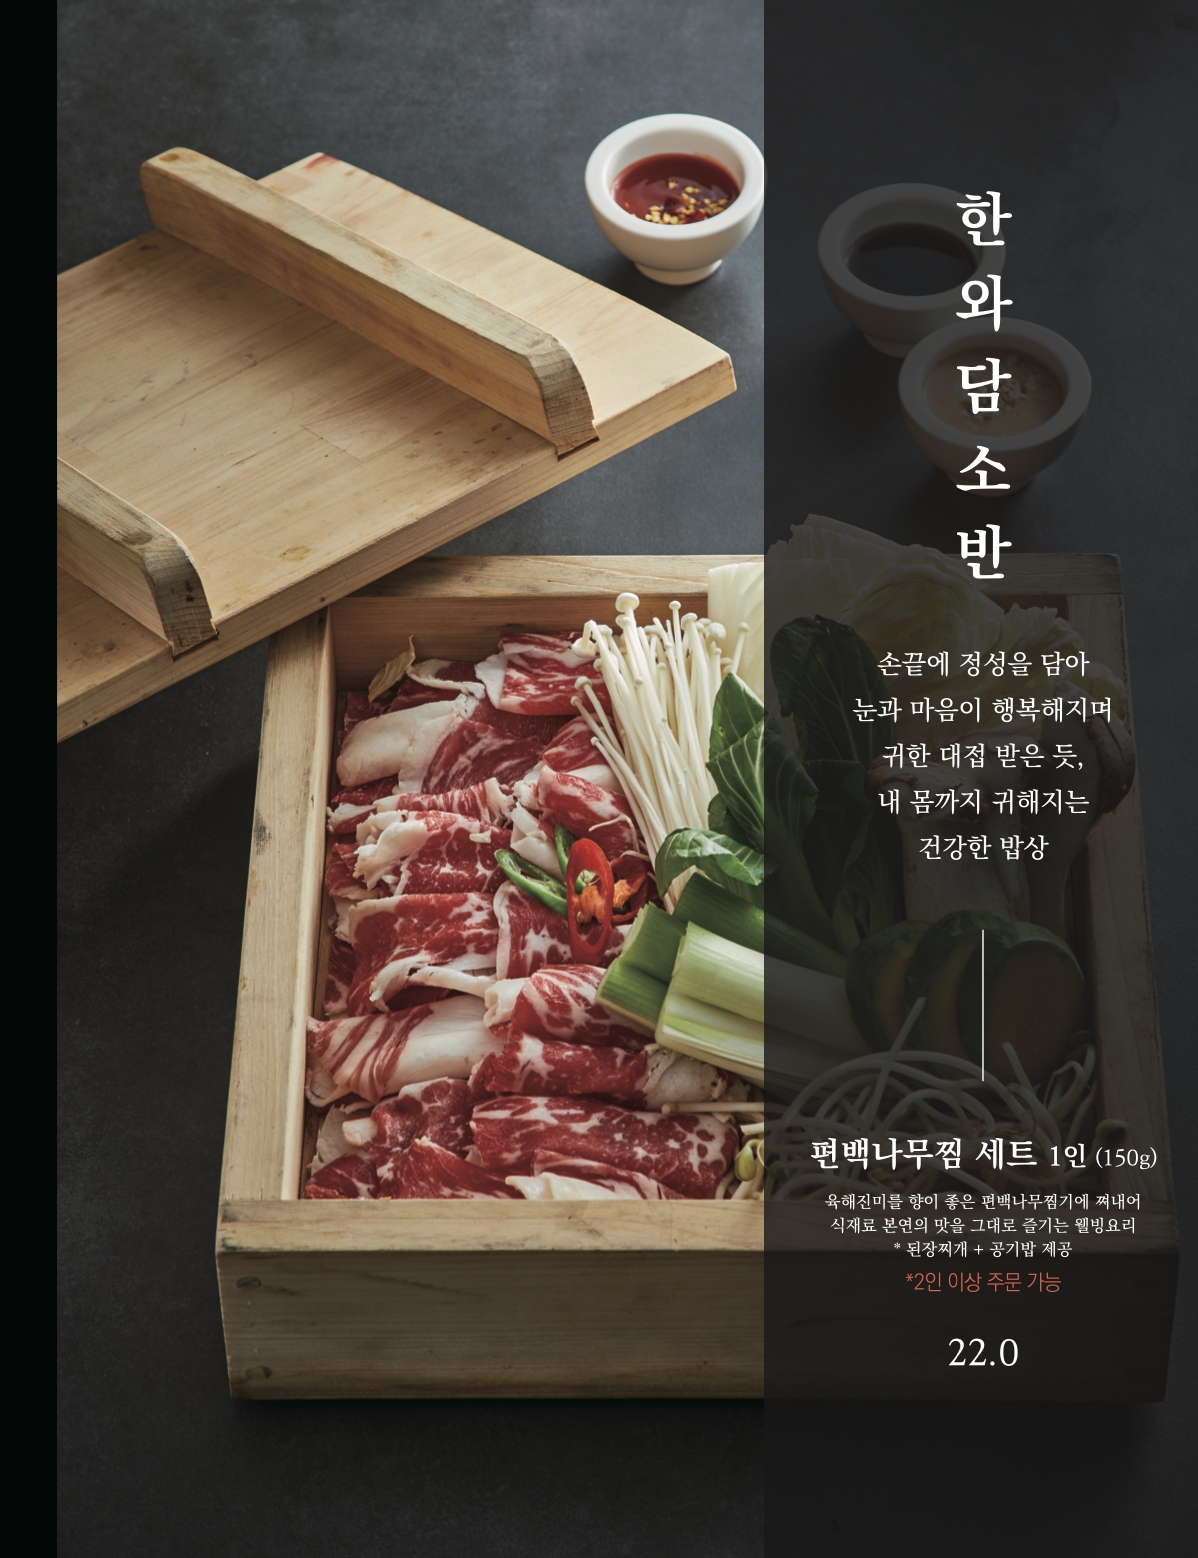 한와담소반
손끝에 정성을 담아
눈과 마음이 행복해지며
귀한 대접 받은 듯,
내 몸까지 귀해지는
건강한 밥상
편백나무찜 세트 1인 (150g)
육해진미를 향이 좋은 편백나무찜기에 쪄내어
식재료 본연의 맛을 그대로 즐기는 웰빙요리
* 된장찌개 + 공기밥 제공
*2인 이상 주문 가능
22.0